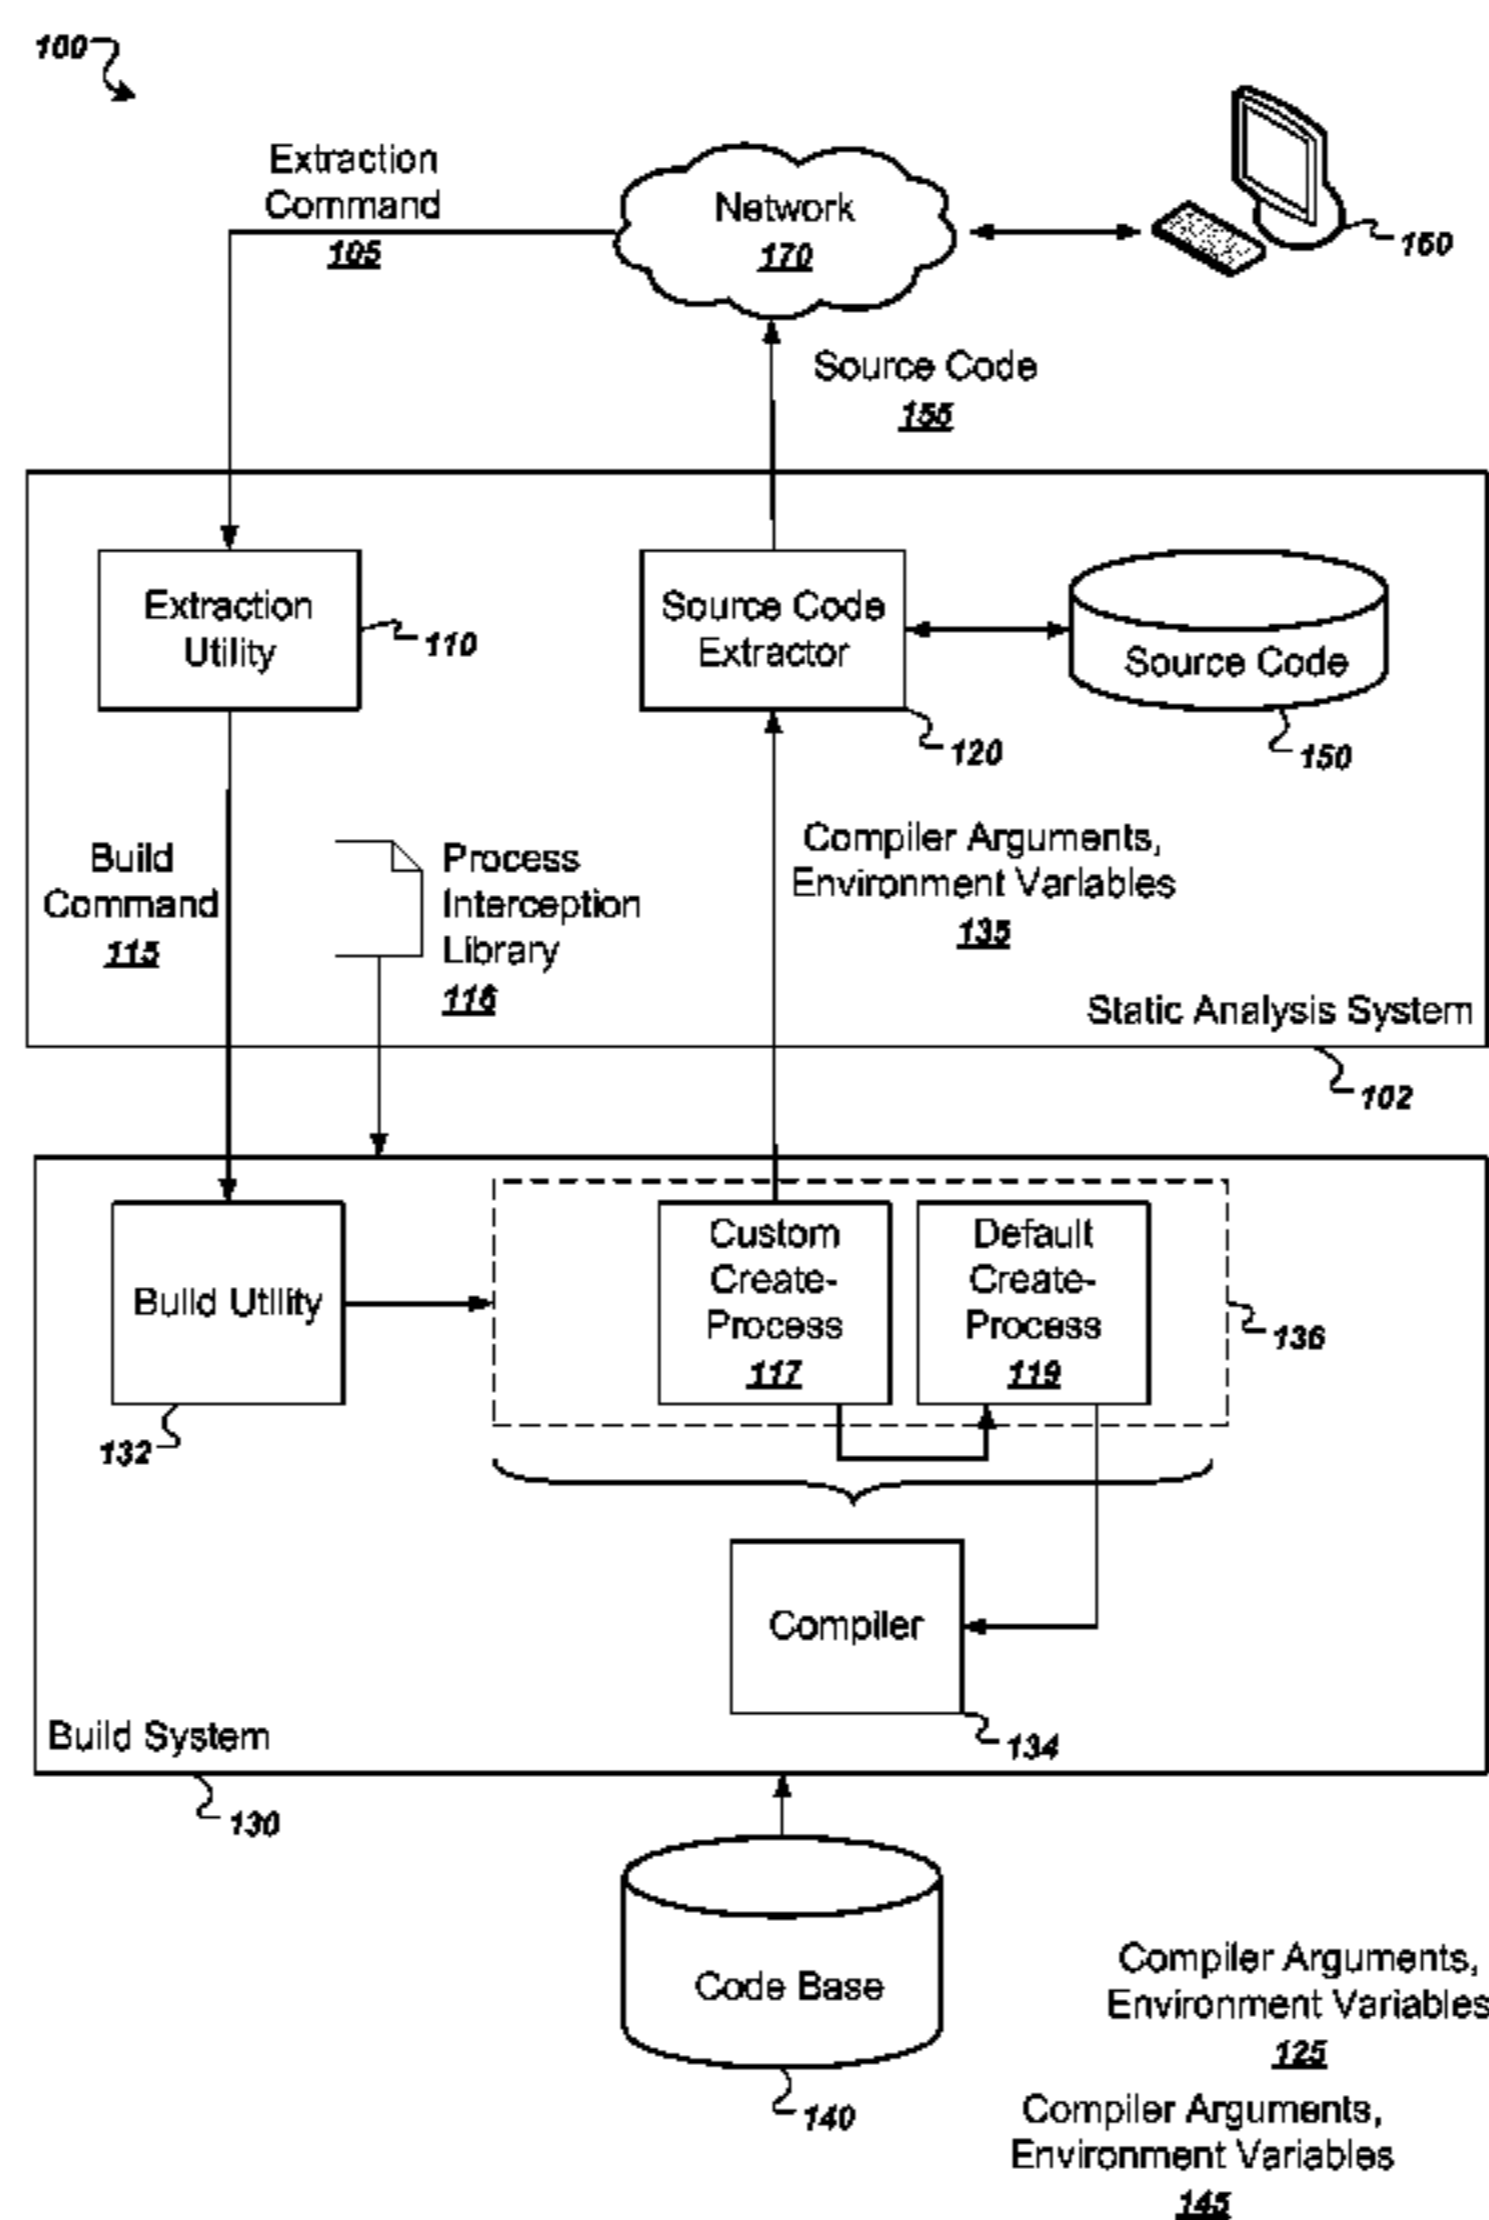 100
Extraction
Command
105
Network
170
160
Source Code
155
Extraction
Utility
110
Source Code
Extractor
120
Source Code
150
Build
Command
115
Process
Interception
Library
116
Compiler Arguments,
Environment Variables
135
Static Analysis System
102
Build Utility
132
Custom
Create-
Process
117
Default
Create-
Process
119
136
Compiler
134
Build System
130
Code Base
140
Compiler Arguments,
Environment Variables
125
Compiler Arguments,
Environment Variables
145